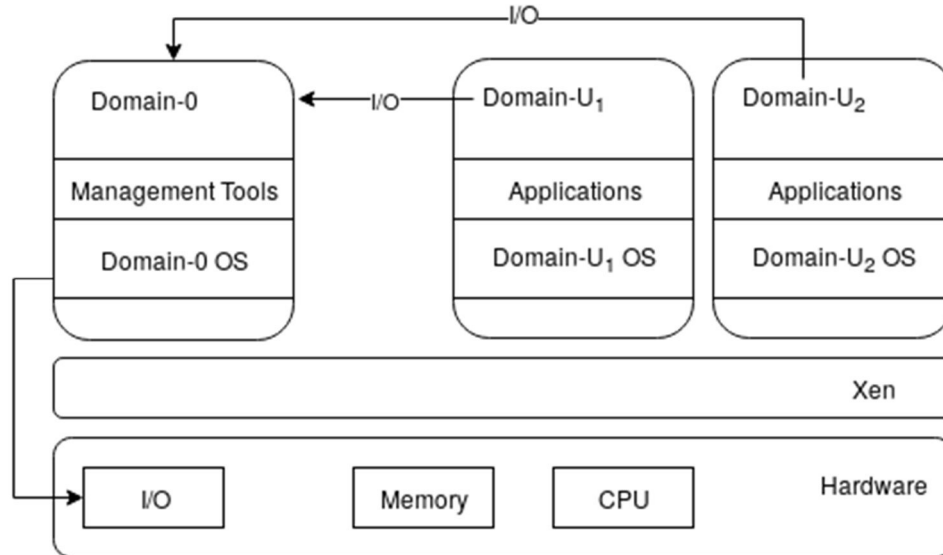 I/O
Domain-0
I/O
Domain-U₁
Domain-U₂
Management Tools
Applications
Applications
Domain-0 OS
Domain-U₁ OS
Domain-U₂ OS
Xen
I/O
Memory
CPU
Hardware